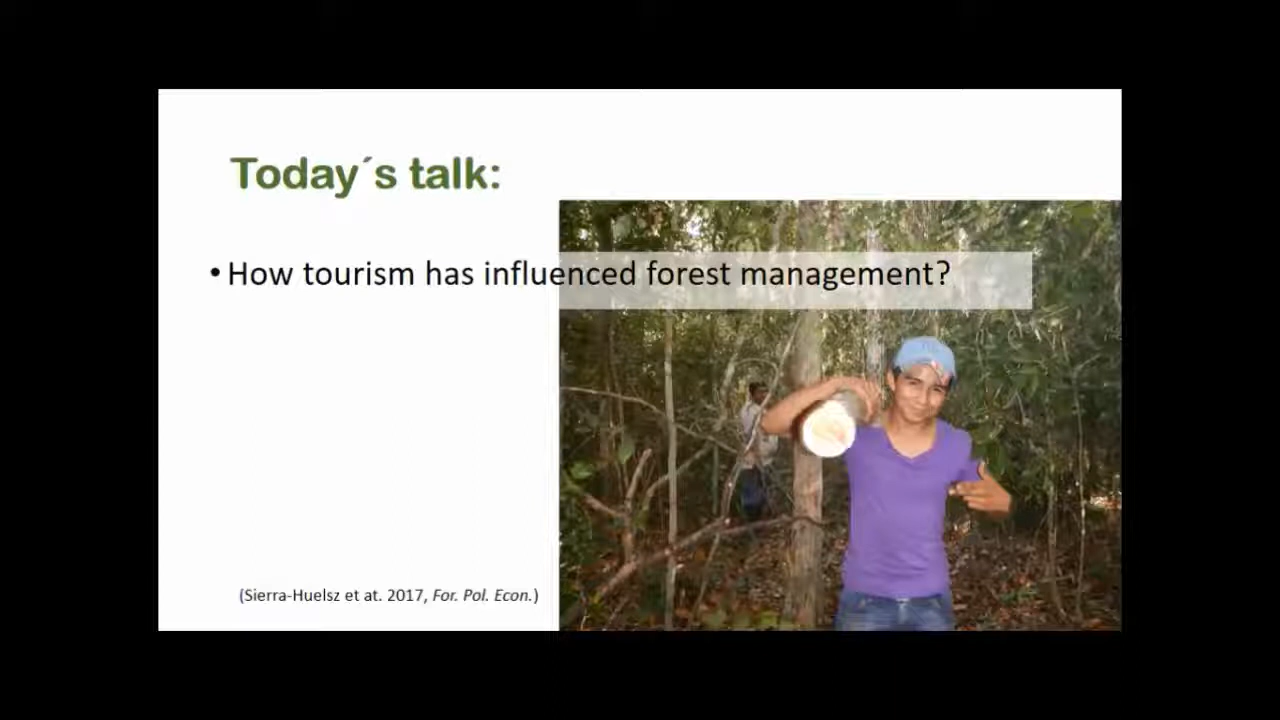 Today´s talk:
• How tourism has influenced forest management?
(Sierra-Huelsz et at. 2017, For. Pol. Econ.)